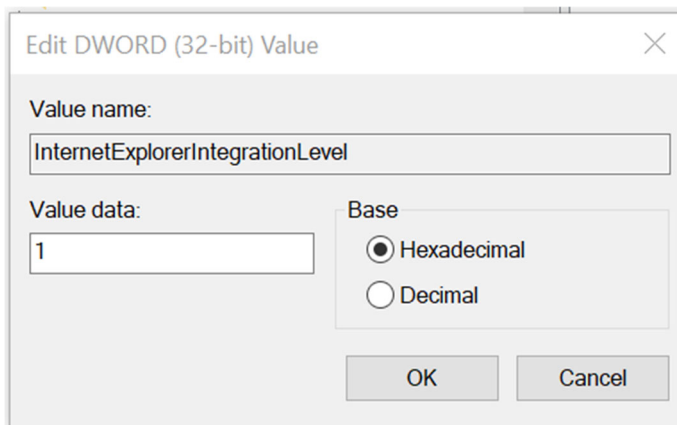 Edit DWORD (32-bit) Value
Value name:
InternetExplorerIntegrationLevel
Value data:
1
Base
Hexadecimal
Decimal
OK
Cancel